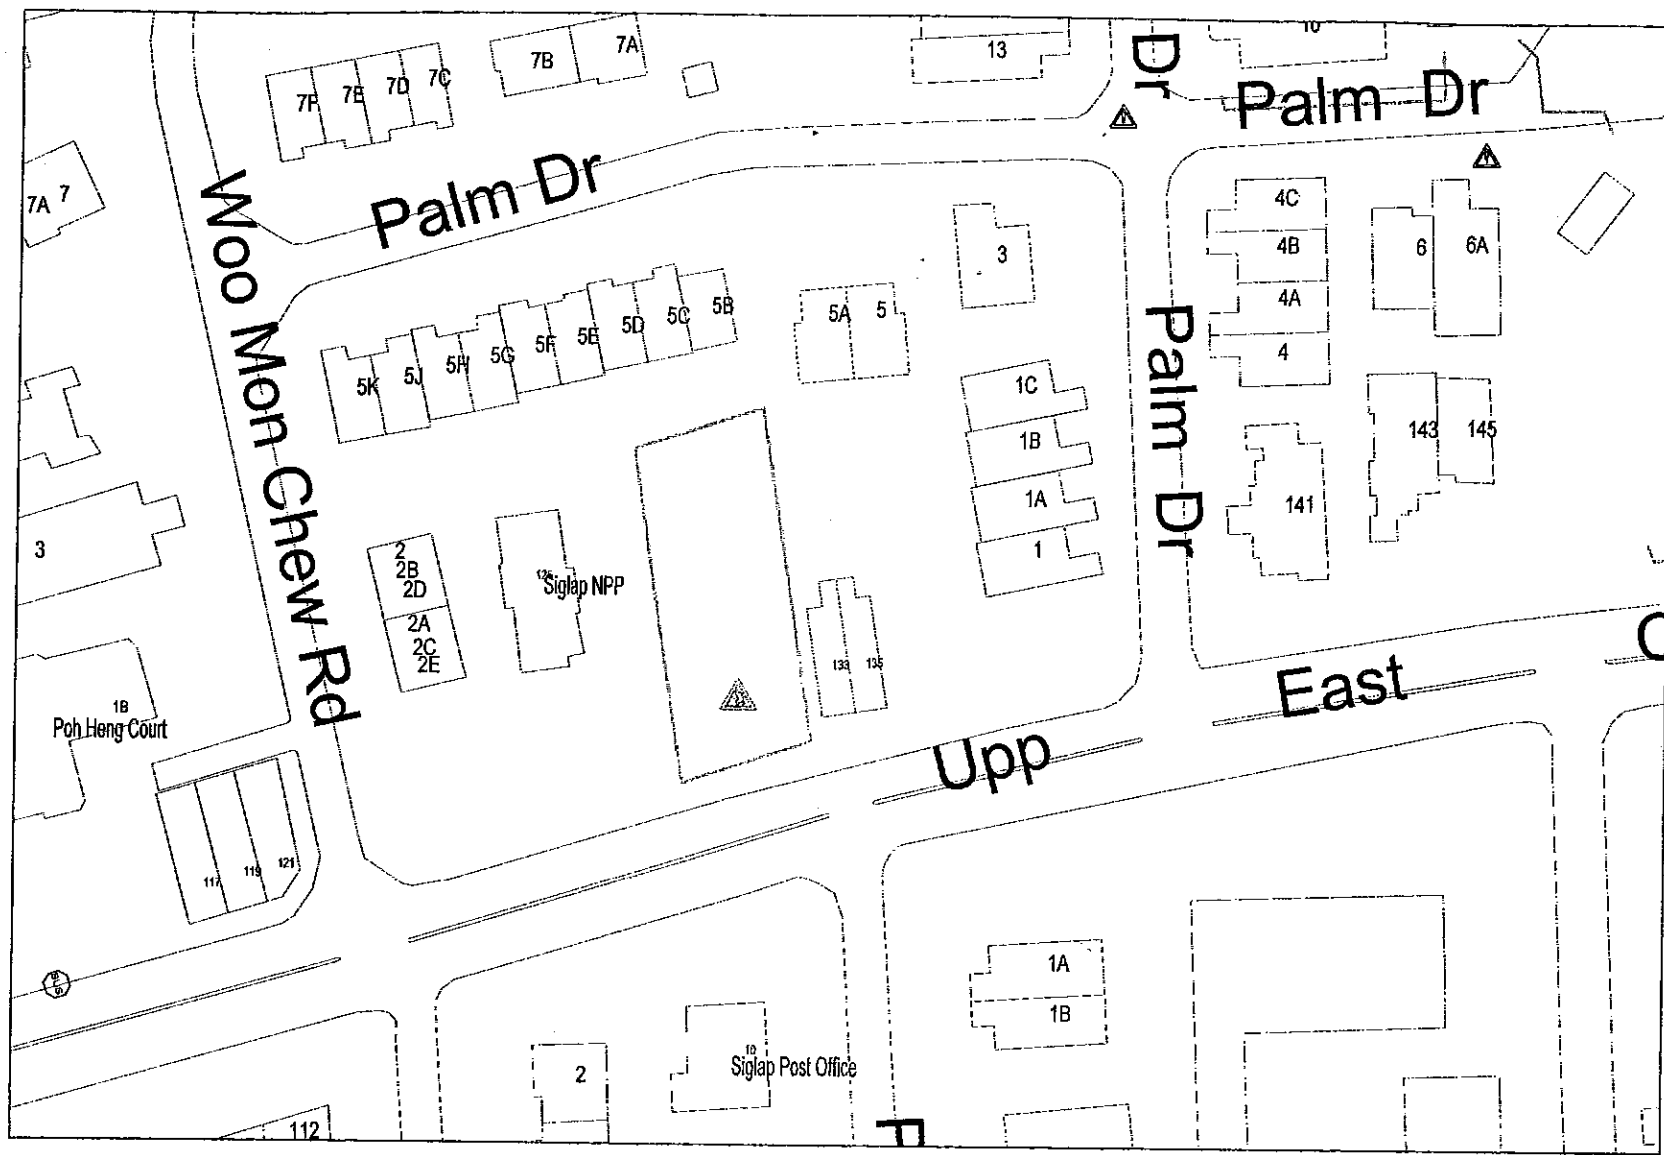 7F
7E
7D
7C
7B
7A
13
10
Dr
Palm Dr
7A
7
Palm Dr
Woo Mon Chew Rd
5K
5J
5H
5G
5F
5E
5D
5C
5B
5A
5
3
4C
4B
4A
4
6
6A
Palm Dr
1C
1B
1A
1
141
143
145
3
2
2B
2D
2A
2C
2E
Siglap NPP
133
135
1B
Poh Heng Court
117
119
121
Upp
East
C
1A
1B
2
10
Siglap Post Office
112